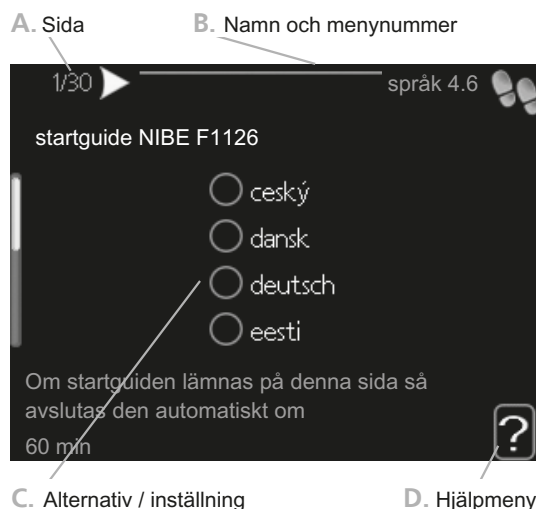 A. Sida
B. Namn och menynummer
1/30
språk 4.6
startguide NIBE F1126
ceský
dansk
deutsch
eesti
Om startguiden lämnas på denna sida så
avslutas den automatiskt om
60 min
?
C. Alternativ / inställning
D. Hjälpmeny